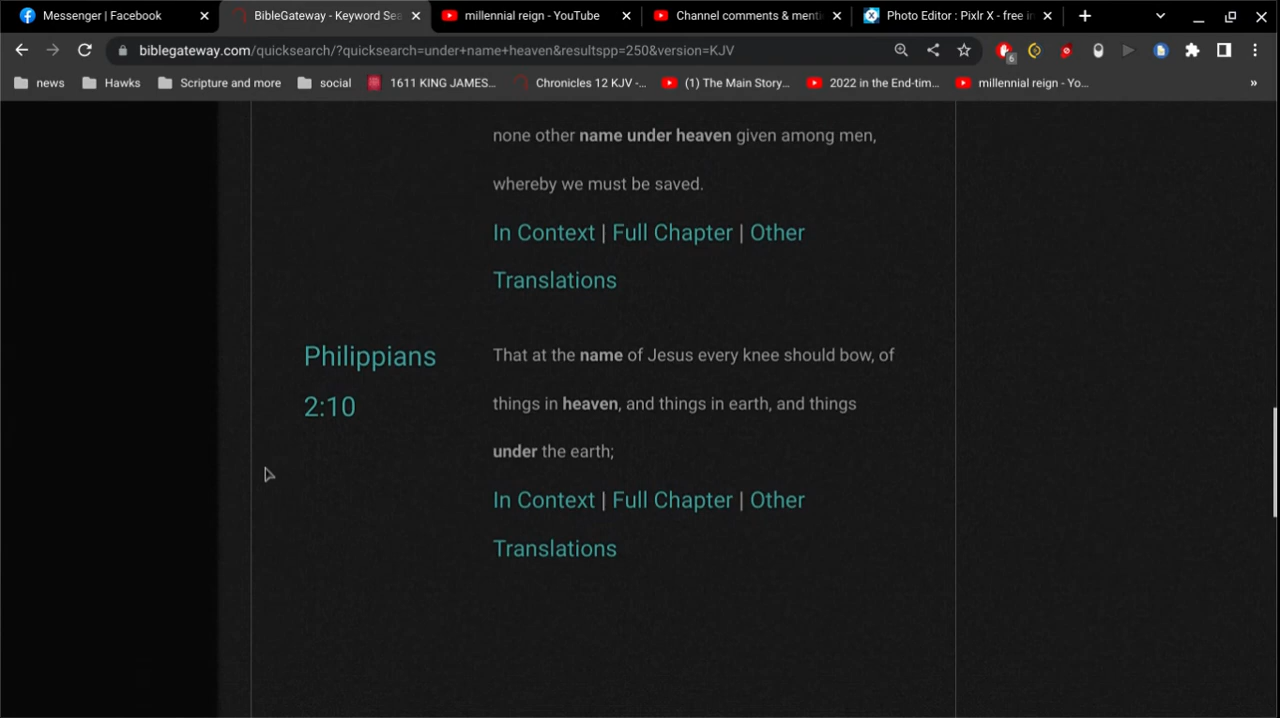 Messenger | Facebook
BibleGateway - Keyword Sea
millennial reign - YouTube
Channel comments & menti
Photo Editor : Pixlr X - free in
biblegateway.com/quicksearch/?quicksearch=under+name+heaven&resultspp=250&version=KJV
6
news
Hawks
Scripture and more
social
1611 KING JAMES...
Chronicles 12 KJV -...
(1) The Main Story...
2022 in the End-tim...
millennial reign - Yo...
»
none other name under heaven given among men,
whereby we must be saved.
In Context | Full Chapter | Other
Translations
Philippians
2:10
That at the name of Jesus every knee should bow, of
things in heaven, and things in earth, and things
under the earth;
In Context | Full Chapter | Other
Translations